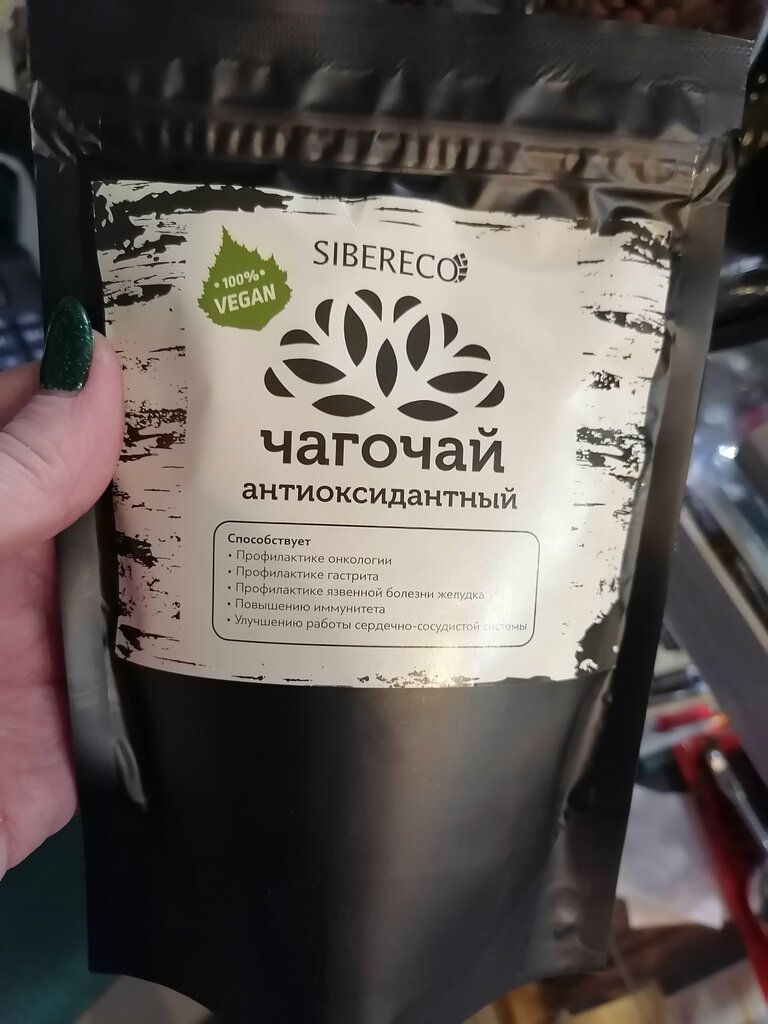 SIBERECO
• 100% •
VEGAN
чагочай
антиоксидантный
Способствует
• Профилактике онкологии
• Профилактике гастрита
• Профилактике язвенной болезни желудка
• Повышению иммунитета
• Улучшению работы сердечно-сосудистой системы